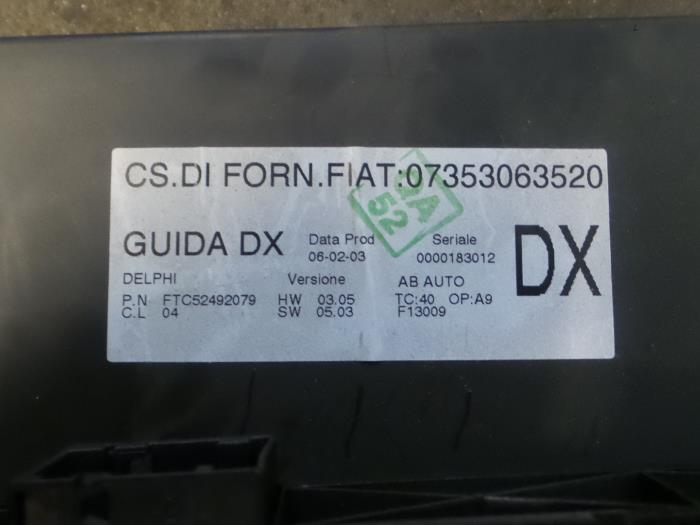 CS.DI FORN.FIAT:07353063520
GUIDA DX Data Prod 06-02-03 Seriale 0000183012 DX
DELPHI Versione AB AUTO
P.N FTC52492079 HW 03.05 TC:40 OP:A9
C.L 04 SW 05.03 F13009
52